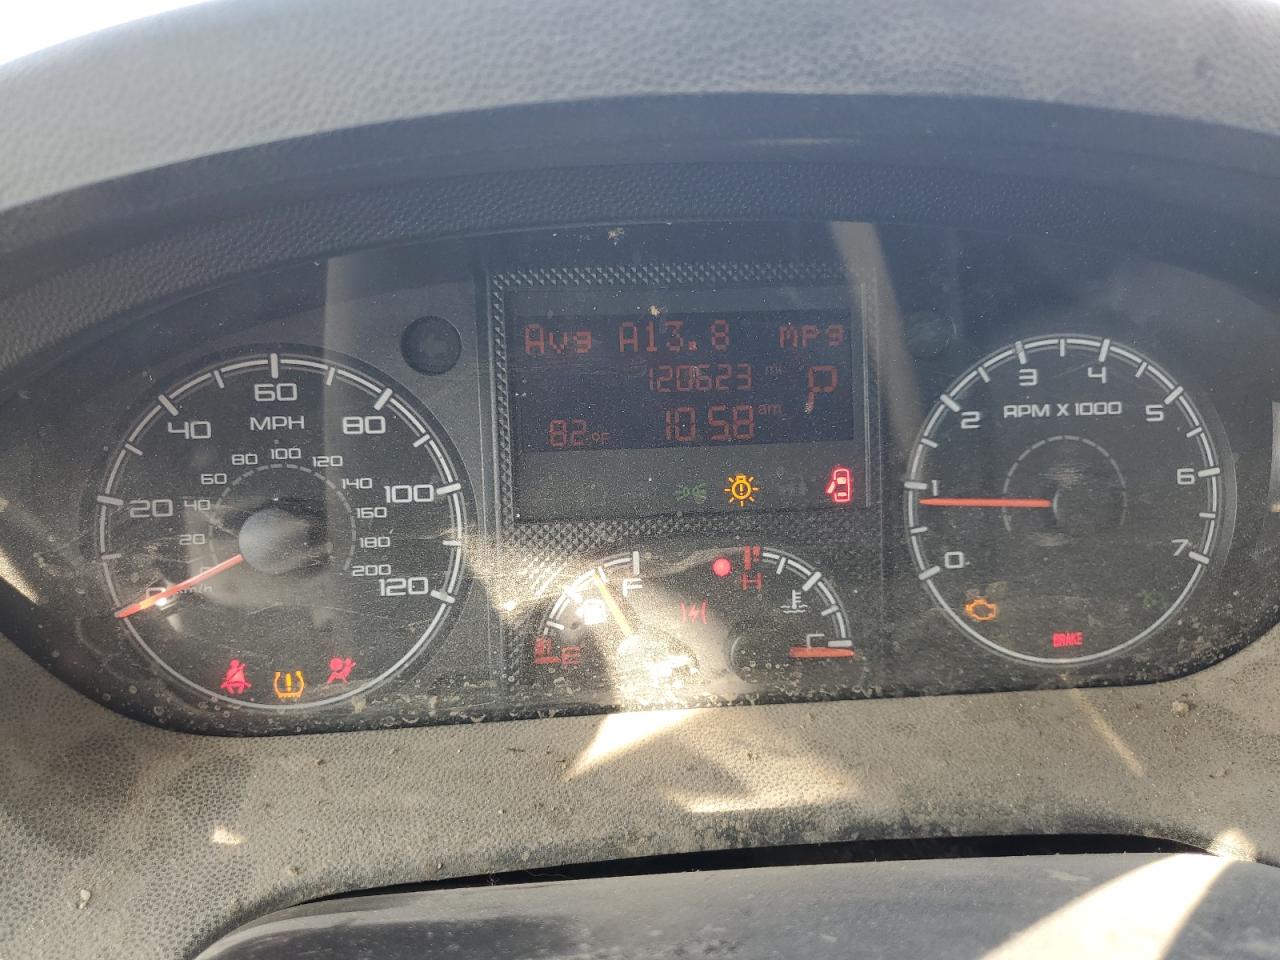 Avg A13.8 mpg
120623 mi
P
82 °F 10:58 am
MPH
0 20 40 60 80 100 120
20 40 60 80 100 120 140 160 180 200
E F
H C
RPM X 1000
0 1 2 3 4 5 6 7
BRAKE